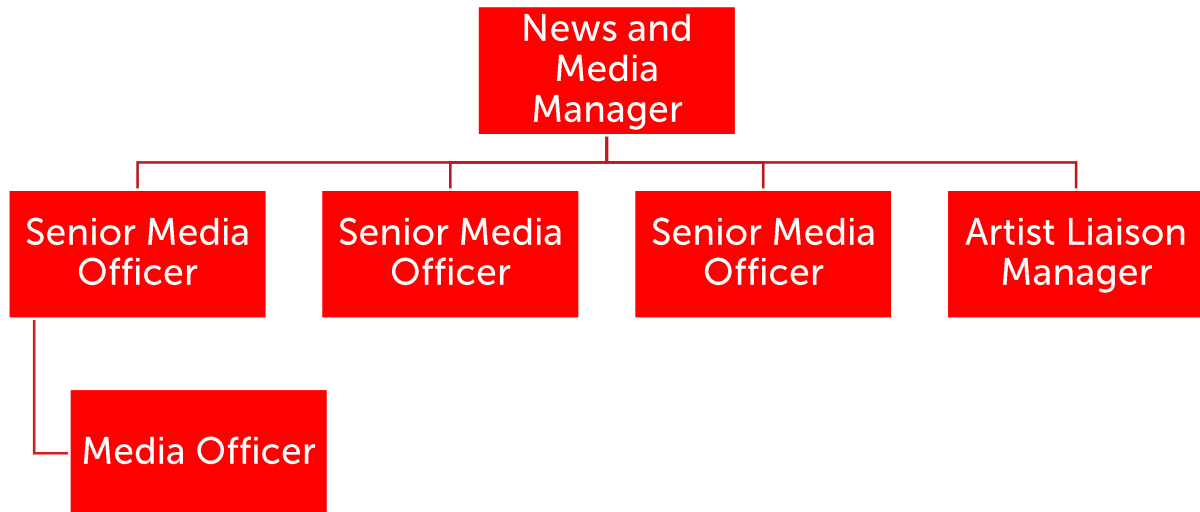 News and
Media
Manager
Senior Media
Officer
Senior Media
Officer
Senior Media
Officer
Artist Liaison
Manager
Media Officer